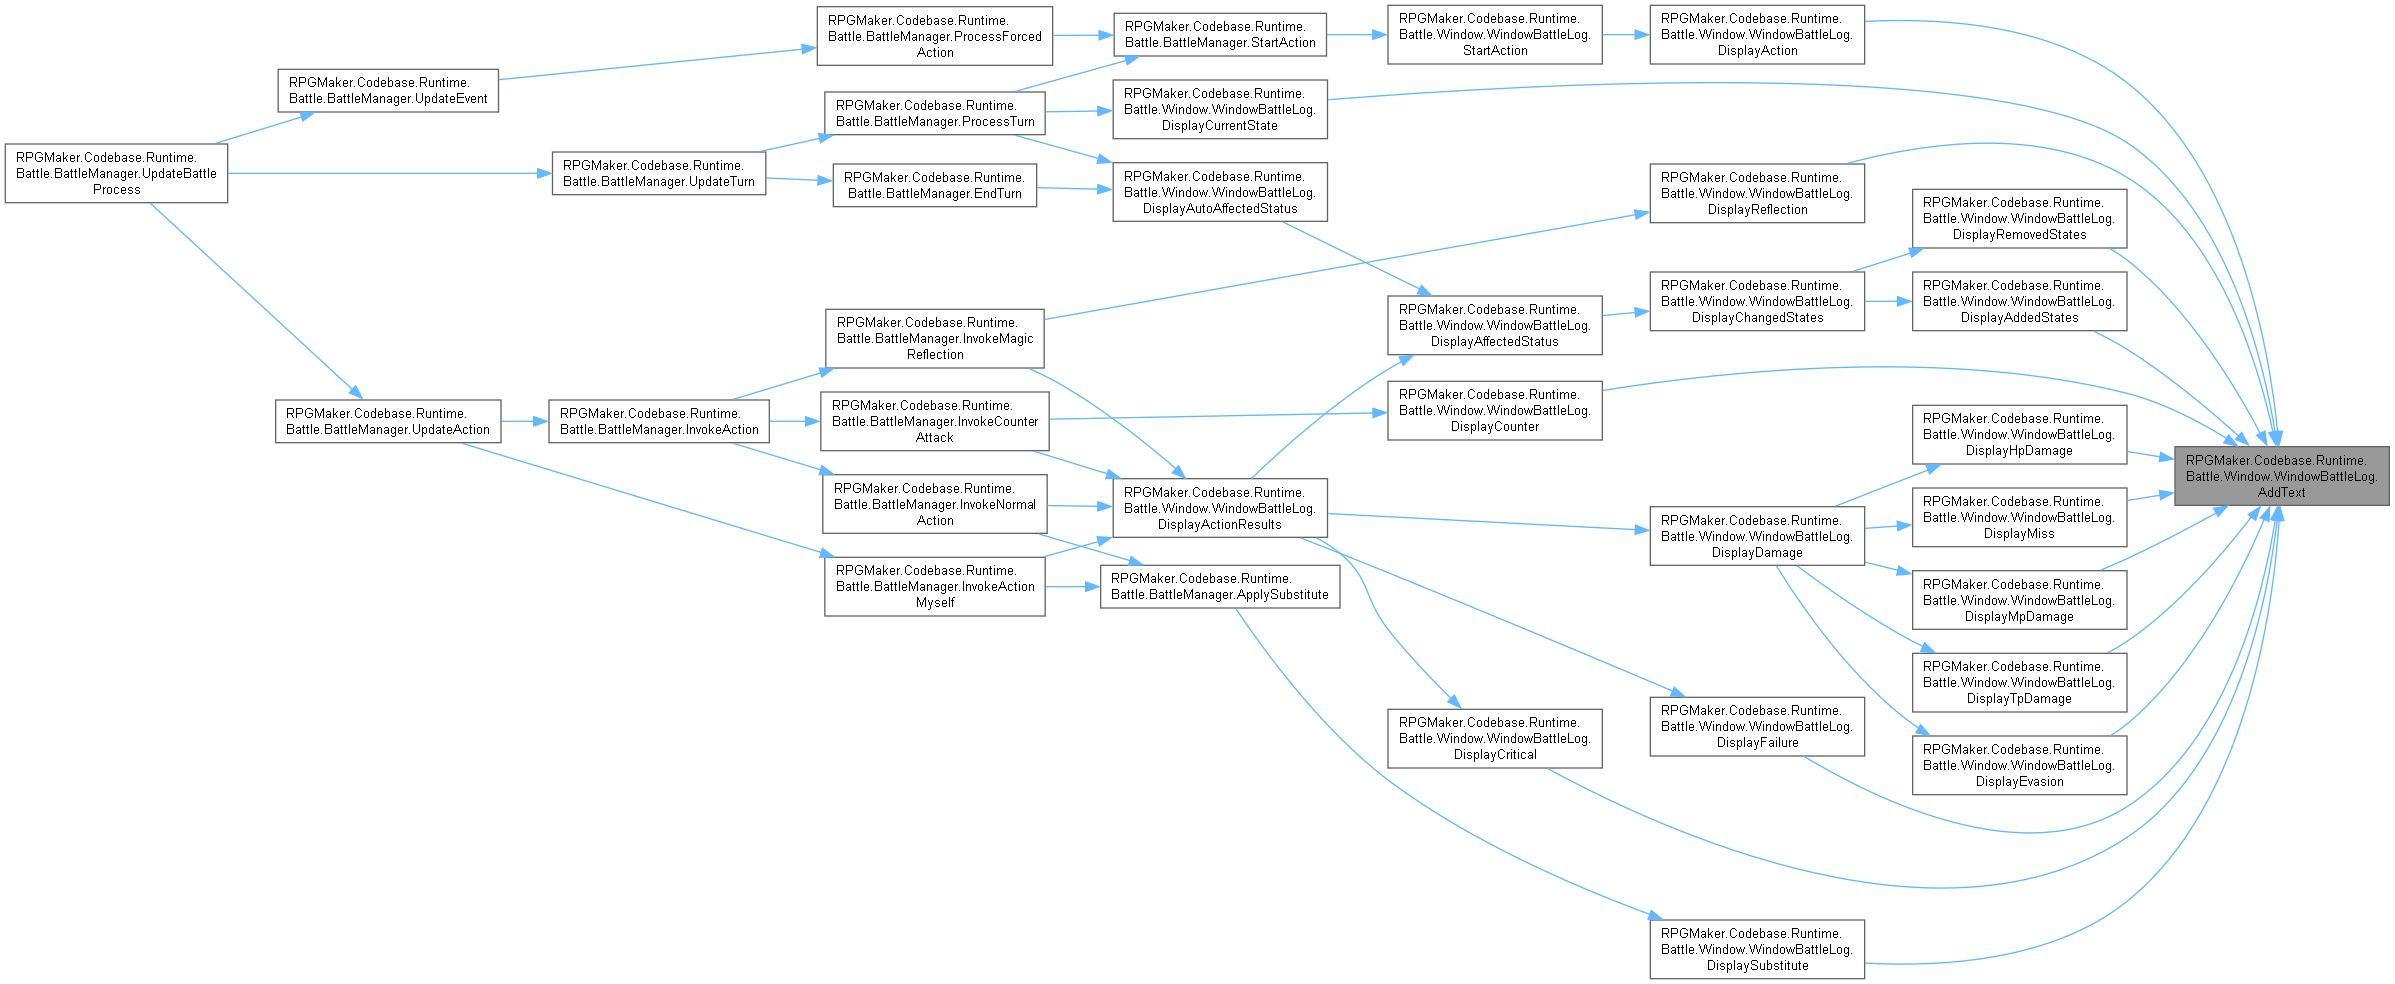 RPGMaker.Codebase.Runtime.
Battle.BattleManager.UpdateBattle
Process
RPGMaker.Codebase.Runtime.
Battle.BattleManager.UpdateEvent
RPGMaker.Codebase.Runtime.
Battle.BattleManager.UpdateAction
RPGMaker.Codebase.Runtime.
Battle.BattleManager.UpdateTurn
RPGMaker.Codebase.Runtime.
Battle.BattleManager.InvokeAction
RPGMaker.Codebase.Runtime.
Battle.BattleManager.ProcessForced
Action
RPGMaker.Codebase.Runtime.
Battle.BattleManager.ProcessTurn
RPGMaker.Codebase.Runtime.
Battle.BattleManager.EndTurn
RPGMaker.Codebase.Runtime.
Battle.BattleManager.InvokeMagic
Reflection
RPGMaker.Codebase.Runtime.
Battle.BattleManager.InvokeCounter
Attack
RPGMaker.Codebase.Runtime.
Battle.BattleManager.InvokeNormal
Action
RPGMaker.Codebase.Runtime.
Battle.BattleManager.InvokeAction
Myself
RPGMaker.Codebase.Runtime.
Battle.BattleManager.StartAction
RPGMaker.Codebase.Runtime.
Battle.Window.WindowBattleLog.
DisplayCurrentState
RPGMaker.Codebase.Runtime.
Battle.Window.WindowBattleLog.
DisplayAutoAffectedStatus
RPGMaker.Codebase.Runtime.
Battle.Window.WindowBattleLog.
DisplayActionResults
RPGMaker.Codebase.Runtime.
Battle.BattleManager.ApplySubstitute
RPGMaker.Codebase.Runtime.
Battle.Window.WindowBattleLog.
StartAction
RPGMaker.Codebase.Runtime.
Battle.Window.WindowBattleLog.
DisplayAffectedStatus
RPGMaker.Codebase.Runtime.
Battle.Window.WindowBattleLog.
DisplayCounter
RPGMaker.Codebase.Runtime.
Battle.Window.WindowBattleLog.
DisplayCritical
RPGMaker.Codebase.Runtime.
Battle.Window.WindowBattleLog.
DisplayAction
RPGMaker.Codebase.Runtime.
Battle.Window.WindowBattleLog.
DisplayReflection
RPGMaker.Codebase.Runtime.
Battle.Window.WindowBattleLog.
DisplayChangedStates
RPGMaker.Codebase.Runtime.
Battle.Window.WindowBattleLog.
DisplayDamage
RPGMaker.Codebase.Runtime.
Battle.Window.WindowBattleLog.
DisplayFailure
RPGMaker.Codebase.Runtime.
Battle.Window.WindowBattleLog.
DisplaySubstitute
RPGMaker.Codebase.Runtime.
Battle.Window.WindowBattleLog.
DisplayRemovedStates
RPGMaker.Codebase.Runtime.
Battle.Window.WindowBattleLog.
DisplayAddedStates
RPGMaker.Codebase.Runtime.
Battle.Window.WindowBattleLog.
DisplayHpDamage
RPGMaker.Codebase.Runtime.
Battle.Window.WindowBattleLog.
DisplayMiss
RPGMaker.Codebase.Runtime.
Battle.Window.WindowBattleLog.
DisplayMpDamage
RPGMaker.Codebase.Runtime.
Battle.Window.WindowBattleLog.
DisplayTpDamage
RPGMaker.Codebase.Runtime.
Battle.Window.WindowBattleLog.
DisplayEvasion
RPGMaker.Codebase.Runtime.
Battle.Window.WindowBattleLog.
AddText